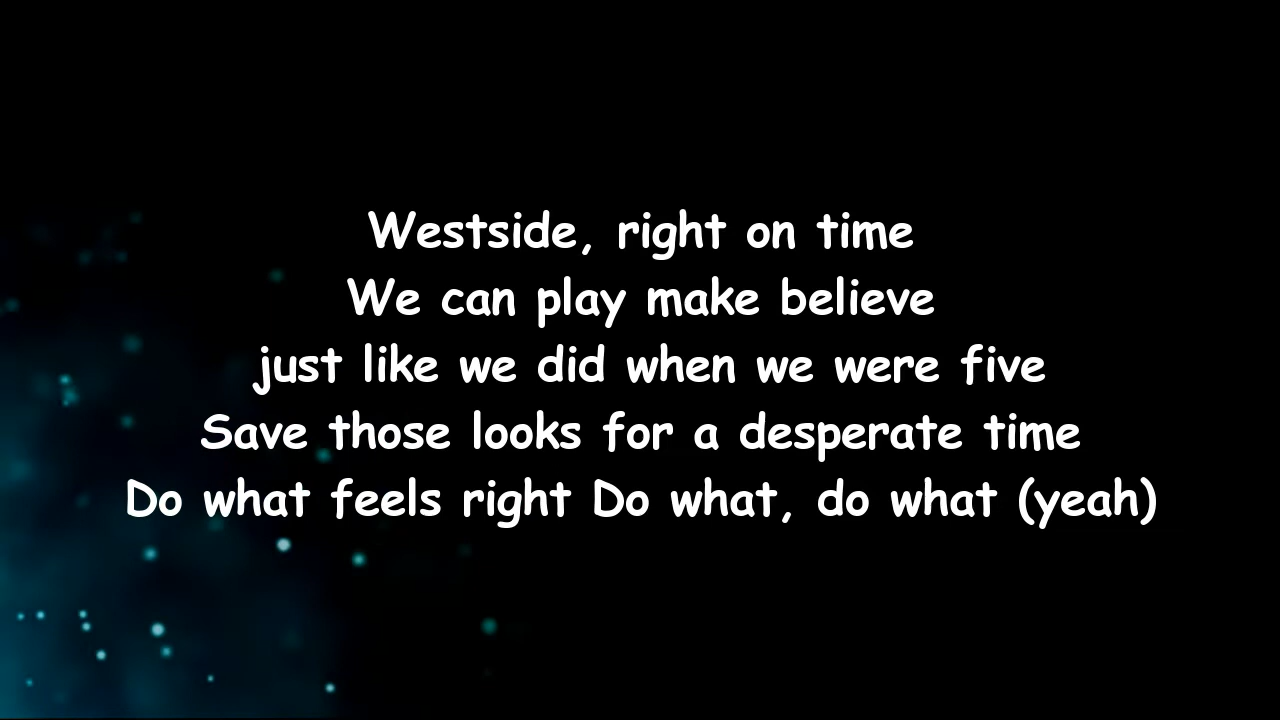 Westside, right on time
We can play make believe
just like we did when we were five
Save those looks for a desperate time
Do what feels right Do what, do what (yeah)